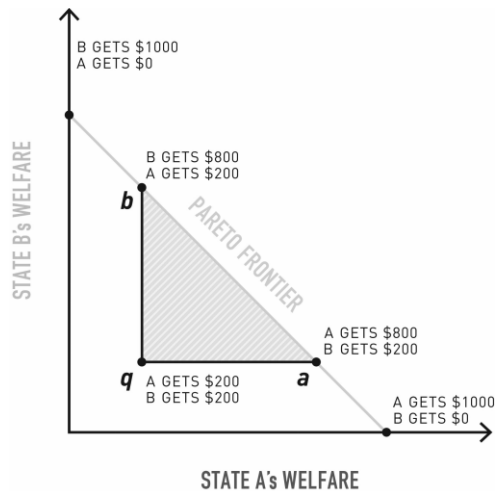 B GETS $1000
A GETS $0
B GETS $800
A GETS $200
b
PARETO FRONTIER
STATE B's WELFARE
A GETS $800
B GETS $200
q
A GETS $200
B GETS $200
a
A GETS $1000
B GETS $0
STATE A's WELFARE